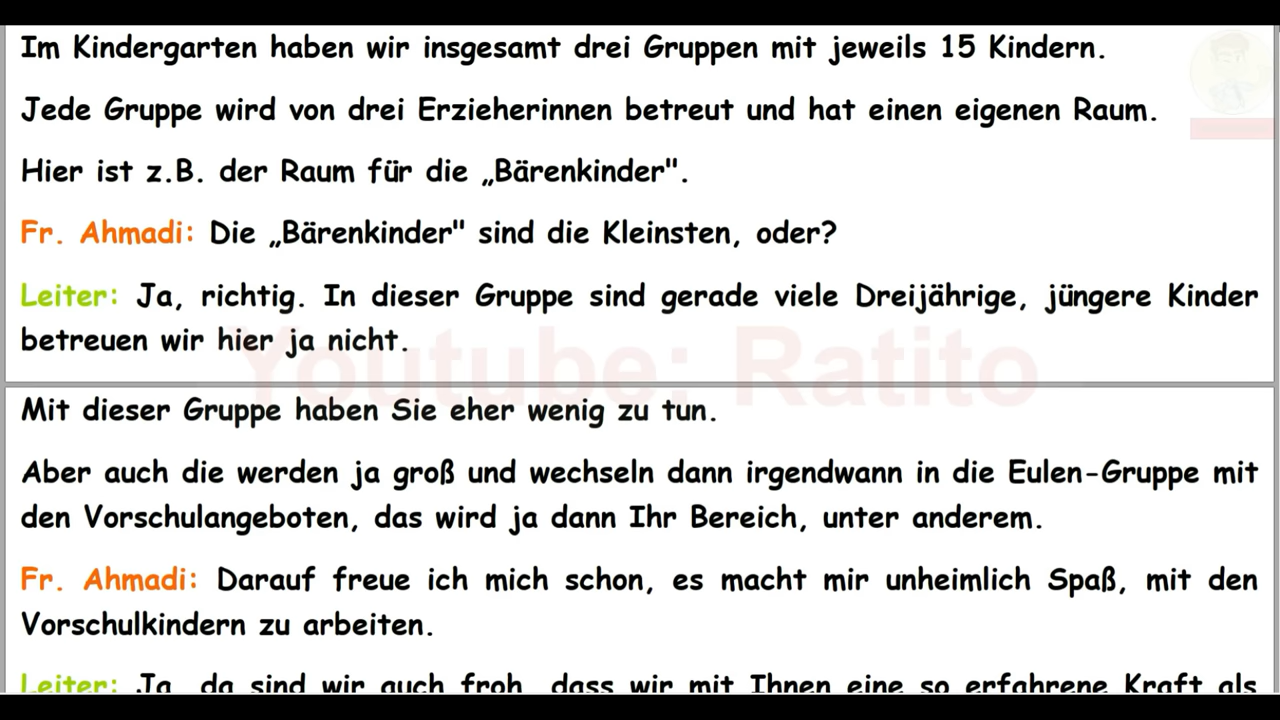 Im Kindergarten haben wir insgesamt drei Gruppen mit jeweils 15 Kindern.
Jede Gruppe wird von drei Erzieherinnen betreut und hat einen eigenen Raum.
Hier ist z.B. der Raum für die „Bärenkinder".
Fr. Ahmadi: Die „Bärenkinder" sind die Kleinsten, oder?
Leiter: Ja, richtig. In dieser Gruppe sind gerade viele Dreijährige, jüngere Kinder
betreuen wir hier ja nicht.
Youtube: Ratito
Mit dieser Gruppe haben Sie eher wenig zu tun.
Aber auch die werden ja groß und wechseln dann irgendwann in die Eulen-Gruppe mit
den Vorschulangeboten, das wird ja dann Ihr Bereich, unter anderem.
Fr. Ahmadi: Darauf freue ich mich schon, es macht mir unheimlich Spaß, mit den
Vorschulkindern zu arbeiten.
Leiter: Ja, da sind wir auch froh, dass wir mit Ihnen eine so erfahrene Kraft als